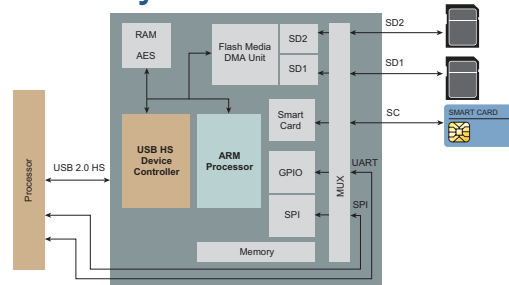 RAM
AES
Flash Media
DMA Unit
SD2
SD1
SD2
SD1
SC
SMART CARD
Smart
Card
USB HS
Device
Controller
ARM
Processor
GPIO
SPI
MUX
UART
SPI
Memory
Processor
USB 2.0 HS